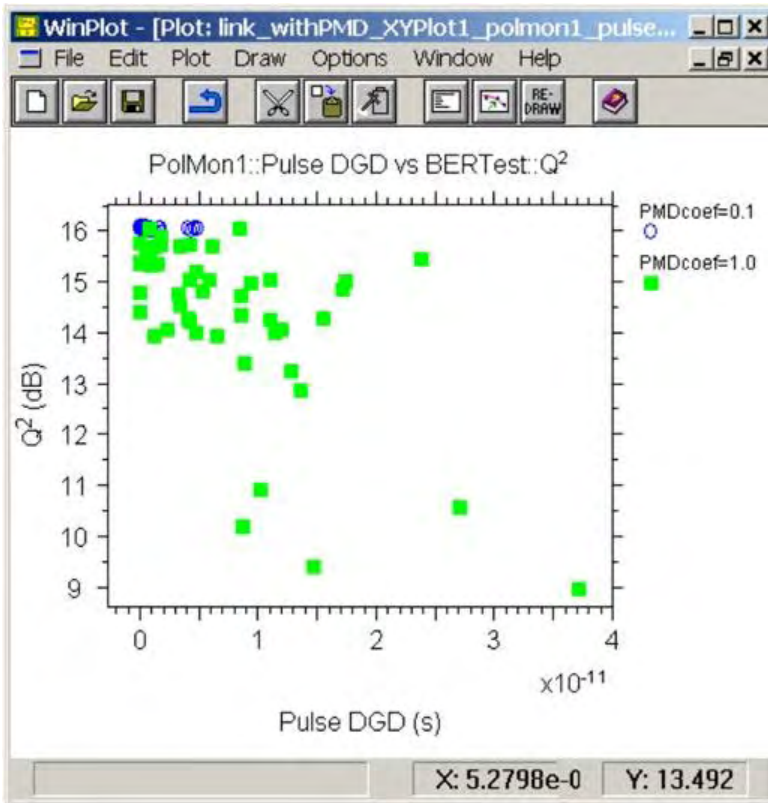 WinPlot - [Plot: link_withPMD_XYPlot1_polmon1_pulse...
File Edit Plot Draw Options Window Help
RE-
DRAW
PolMon1::Pulse DGD vs BERTest::Q²
PMDcoef=0.1
PMDcoef=1.0
16
15
14
13
12
11
10
9
Q² (dB)
0 1 2 3 4
x10⁻¹¹
Pulse DGD (s)
X: 5.2798e-0 Y: 13.492